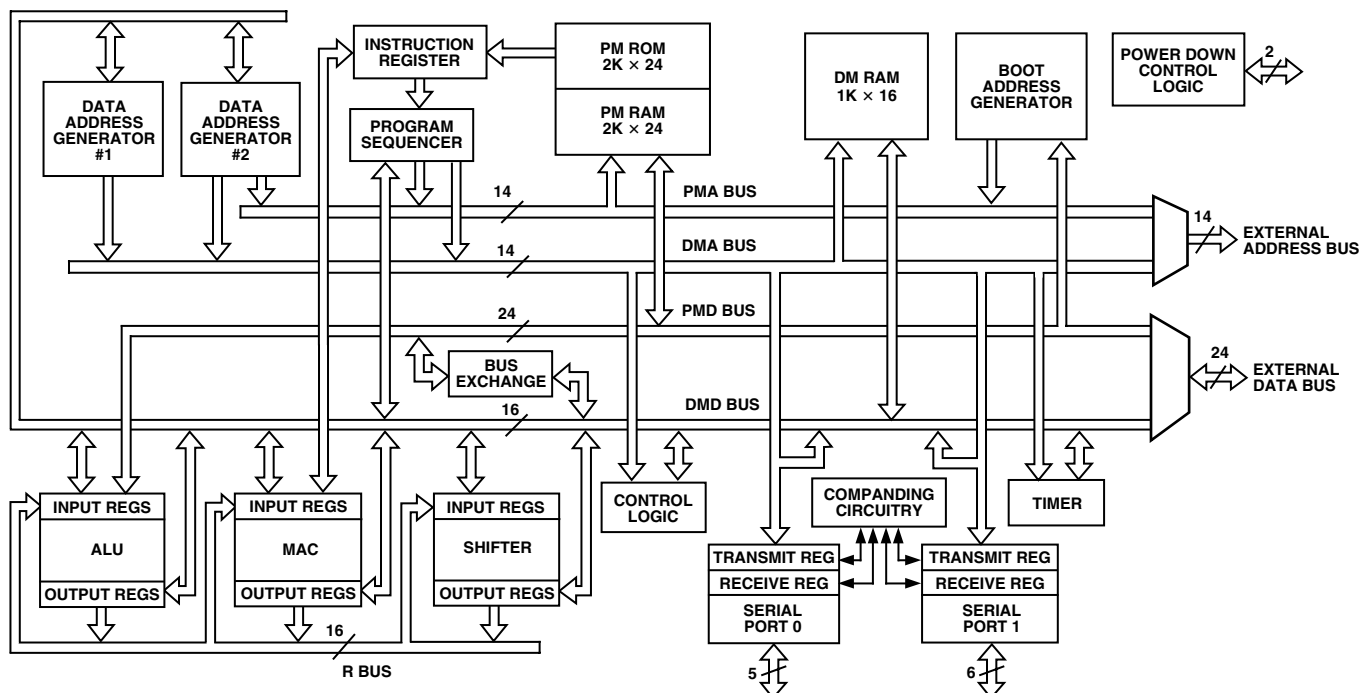 INSTRUCTION
REGISTER
PM ROM
2K × 24
PM RAM
2K × 24
DM RAM
1K × 16
BOOT
ADDRESS
GENERATOR
POWER DOWN
CONTROL
LOGIC
2
DATA
ADDRESS
GENERATOR
#1
DATA
ADDRESS
GENERATOR
#2
PROGRAM
SEQUENCER
14
PMA BUS
14
EXTERNAL
ADDRESS BUS
14
DMA BUS
24
PMD BUS
BUS
EXCHANGE
24
EXTERNAL
DATA BUS
16
DMD BUS
INPUT REGS
ALU
OUTPUT REGS
INPUT REGS
MAC
OUTPUT REGS
INPUT REGS
SHIFTER
OUTPUT REGS
16
R BUS
CONTROL
LOGIC
COMPANDING
CIRCUITRY
TIMER
TRANSMIT REG
RECEIVE REG
SERIAL
PORT 0
5
TRANSMIT REG
RECEIVE REG
SERIAL
PORT 1
6